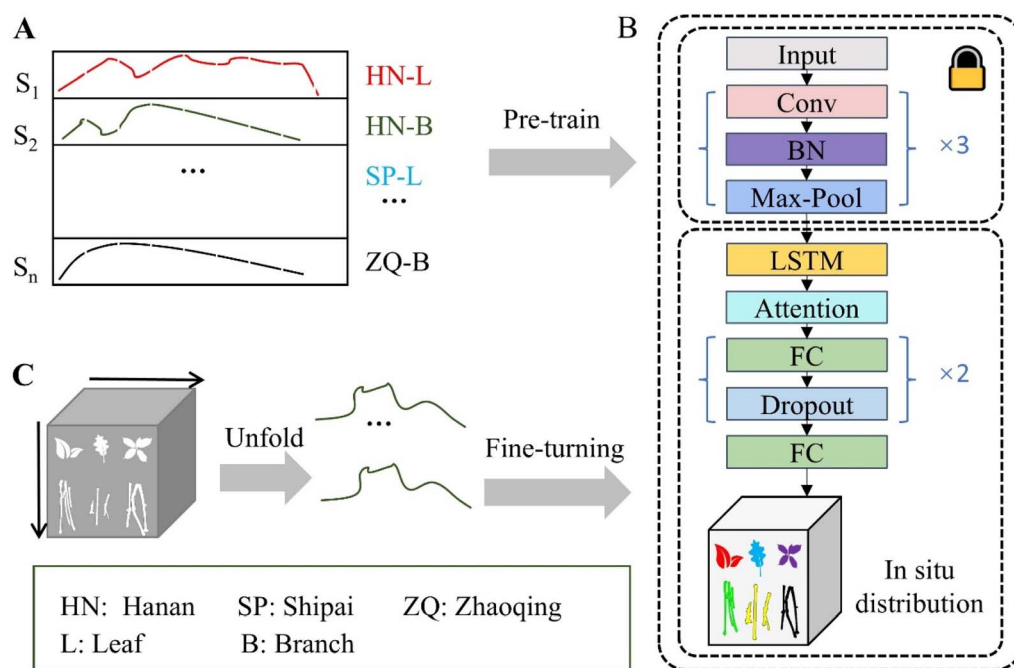 A
S1
HN-L
S2
HN-B
...
SP-L
...
Sn
ZQ-B
Pre-train
B
Input
Conv
BN
Max-Pool
×3
LSTM
Attention
FC
Dropout
×2
FC
In situ
distribution
C
Unfold
...
Fine-turning
HN: Hanan SP: Shipai ZQ: Zhaoqing
L: Leaf B: Branch